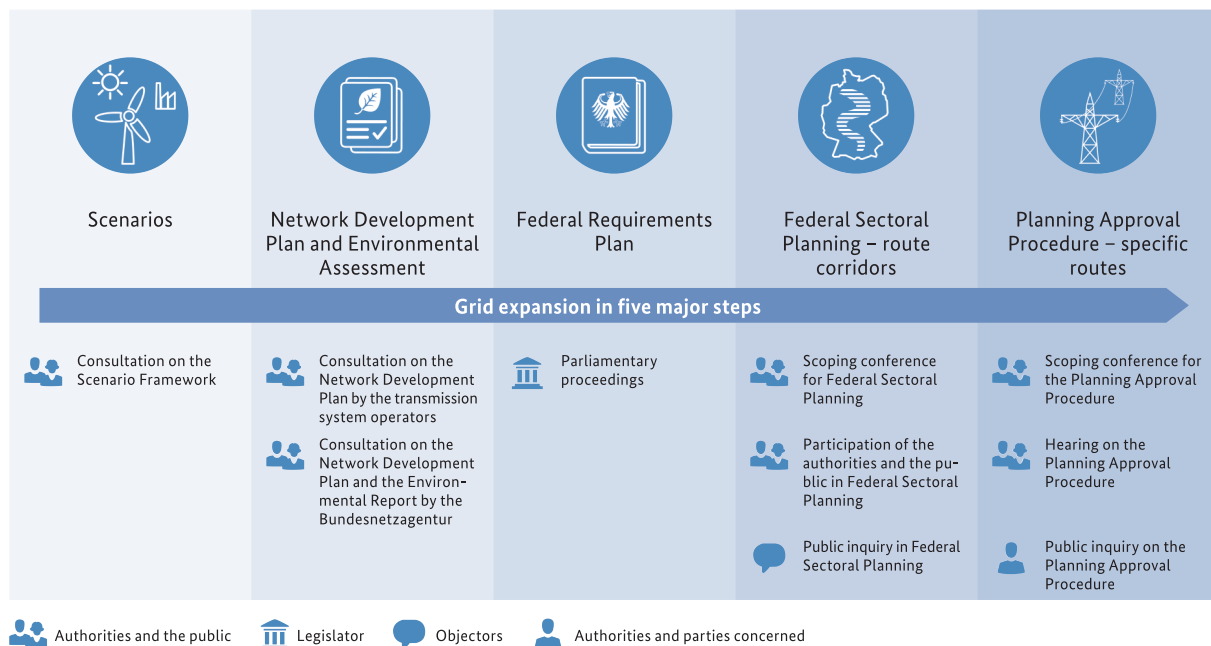 Scenarios
Network Development
Plan and Environmental
Assessment
Federal Requirements
Plan
Federal Sectoral
Planning – route
corridors
Planning Approval
Procedure – specific
routes
Grid expansion in five major steps
Consultation on the
Scenario Framework
Consultation on the
Network Development
Plan by the transmission
system operators
Consultation on the
Network Development
Plan and the Environ-
mental Report by the
Bundesnetzagentur
Parliamentary
proceedings
Scoping conference
for Federal Sectoral
Planning
Participation of the
authorities and the pu-
blic in Federal Sectoral
Planning
Public inquiry in Federal
Sectoral Planning
Scoping conference for
the Planning Approval
Procedure
Hearing on the
Planning Approval
Procedure
Public inquiry on the
Planning Approval
Procedure
Authorities and the public
Legislator
Objectors
Authorities and parties concerned